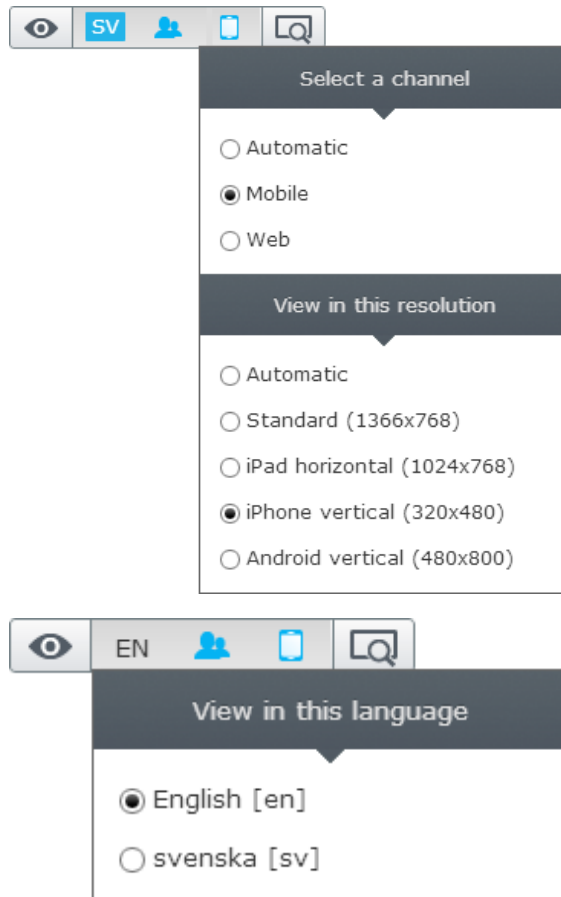 SV
Select a channel
Automatic
Mobile
Web
View in this resolution
Automatic
Standard (1366x768)
iPad horizontal (1024x768)
iPhone vertical (320x480)
Android vertical (480x800)
EN
View in this language
English [en]
svenska [sv]